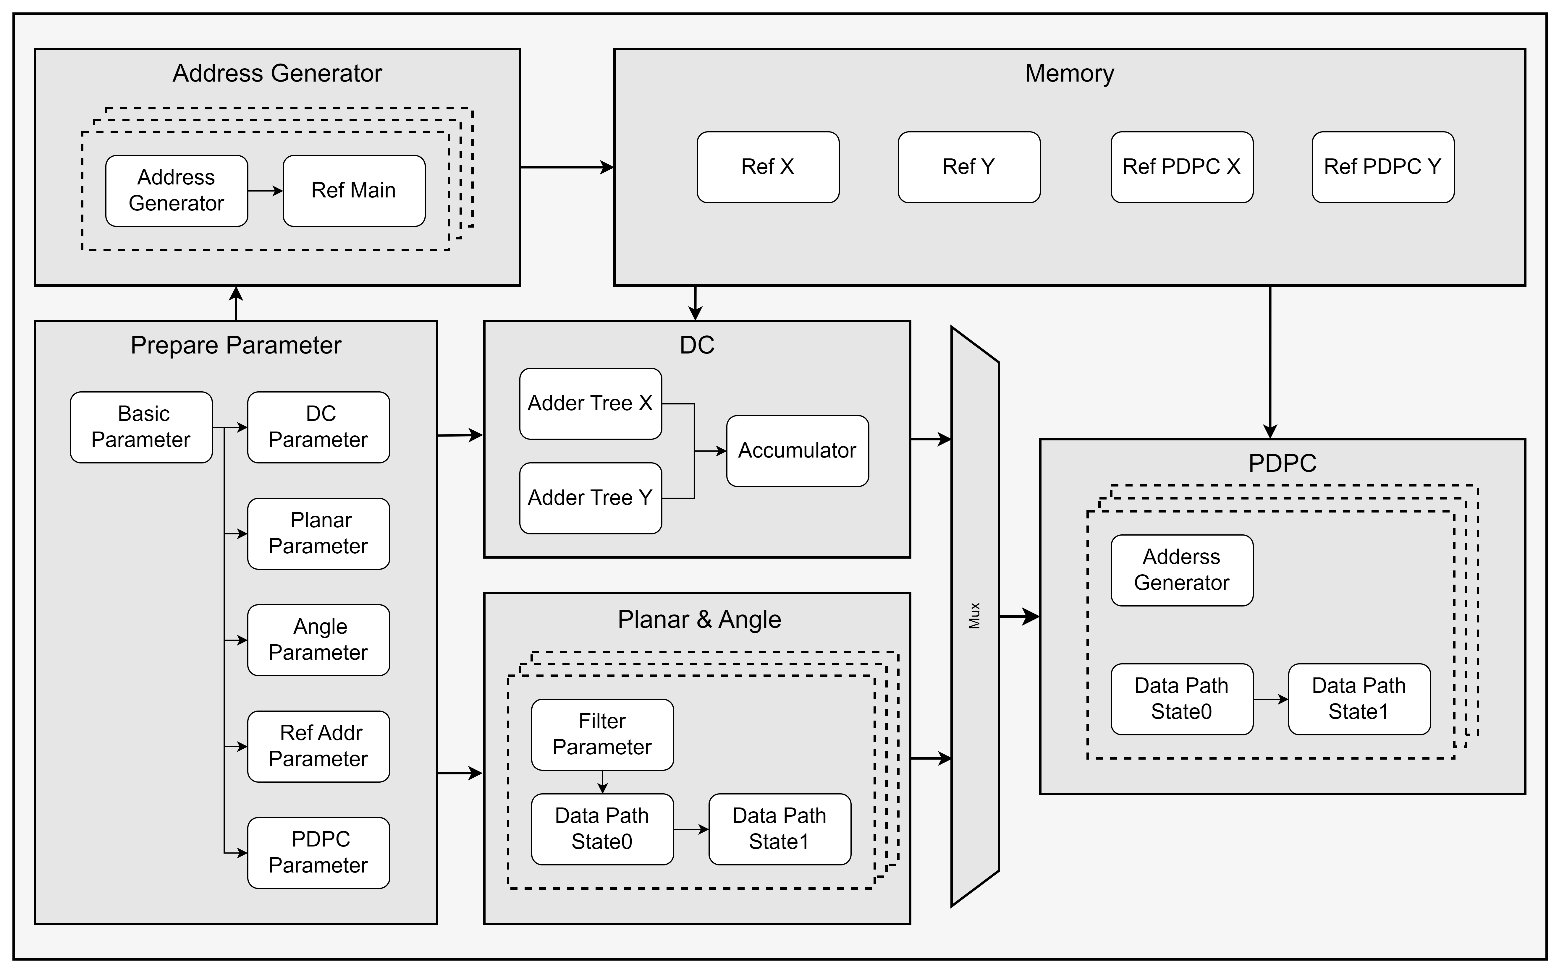 Address Generator
Address
Generator
Ref Main
Memory
Ref X
Ref Y
Ref PDPC X
Ref PDPC Y
Prepare Parameter
Basic
Parameter
DC
Parameter
Planar
Parameter
Angle
Parameter
Ref Addr
Parameter
PDPC
Parameter
DC
Adder Tree X
Adder Tree Y
Accumulator
Planar & Angle
Filter
Parameter
Data Path
State0
Data Path
State1
Mux
PDPC
Adderss
Generator
Data Path
State0
Data Path
State1